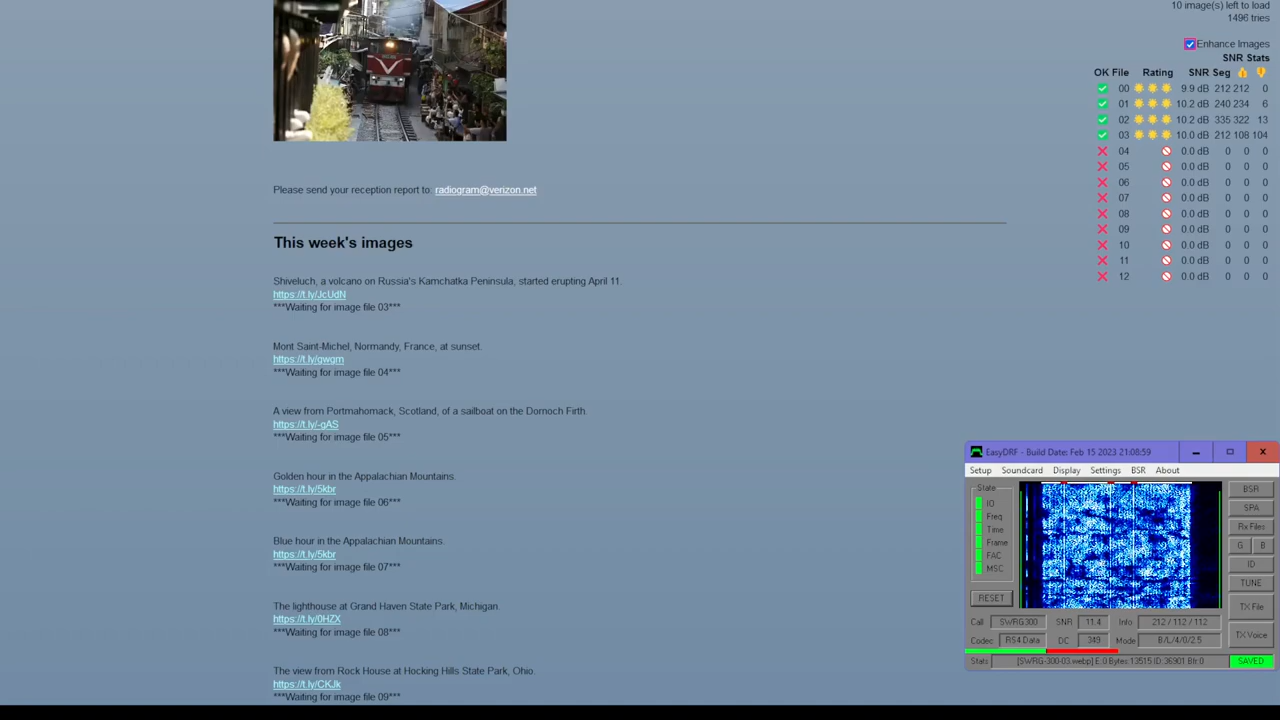 10 image(s) left to load
1496 tries
Enhance Images
SNR Stats
OK File Rating SNR Seg
00 9.9 dB 212 212 0
01 10.2 dB 240 234 6
02 10.2 dB 335 322 13
03 10.0 dB 212 108 104
04 0.0 dB 0 0 0
05 0.0 dB 0 0 0
06 0.0 dB 0 0 0
07 0.0 dB 0 0 0
08 0.0 dB 0 0 0
09 0.0 dB 0 0 0
10 0.0 dB 0 0 0
11 0.0 dB 0 0 0
12 0.0 dB 0 0 0
Please send your reception report to: radiogram@verizon.net
This week's images
Shiveluch, a volcano on Russia's Kamchatka Peninsula, started erupting April 11.
https://t.ly/JcUdN
***Waiting for image file 03***
Mont Saint-Michel, Normandy, France, at sunset.
https://t.ly/gwgm
***Waiting for image file 04***
A view from Portmahomack, Scotland, of a sailboat on the Dornoch Firth.
https://t.ly/-gAS
***Waiting for image file 05***
Golden hour in the Appalachian Mountains.
https://t.ly/5kbr
***Waiting for image file 06***
Blue hour in the Appalachian Mountains.
https://t.ly/5kbr
***Waiting for image file 07***
The lighthouse at Grand Haven State Park, Michigan.
https://t.ly/0HZX
***Waiting for image file 08***
The view from Rock House at Hocking Hills State Park, Ohio.
https://t.ly/CKJk
***Waiting for image file 09***
EasyDRF - Build Date: Feb 15 2023 21:08:59
Setup Soundcard Display Settings BSR About
State
IO
Freq
Time
Frame
FAC
MSC
RESET
BSR
SPA
Rx Files
G B
ID
TUNE
TX File
TX Voice
Call SWRG300 SNR 11.4 Info 212 / 112 / 112
Codec RS4 Data DC 349 Mode B/L/4/0/2.5
Stats [SWRG-300-03.webp] E:0 Bytes:13515 ID:36901 Bfr:0 SAVED